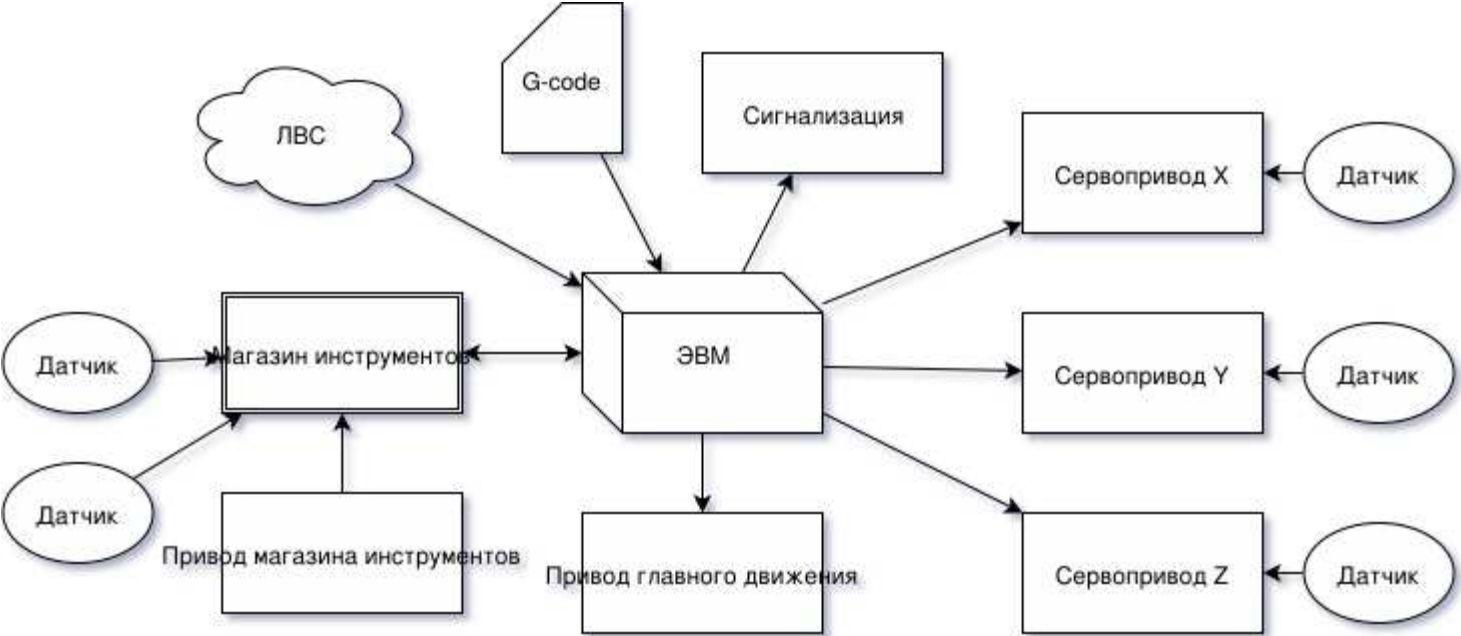 G-code
ЛВС
Сигнализация
Сервопривод X
Датчик
Магазин инструментов
ЭВМ
Датчик
Сервопривод Y
Датчик
Датчик
Привод магазина инструментов
Привод главного движения
Сервопривод Z
Датчик